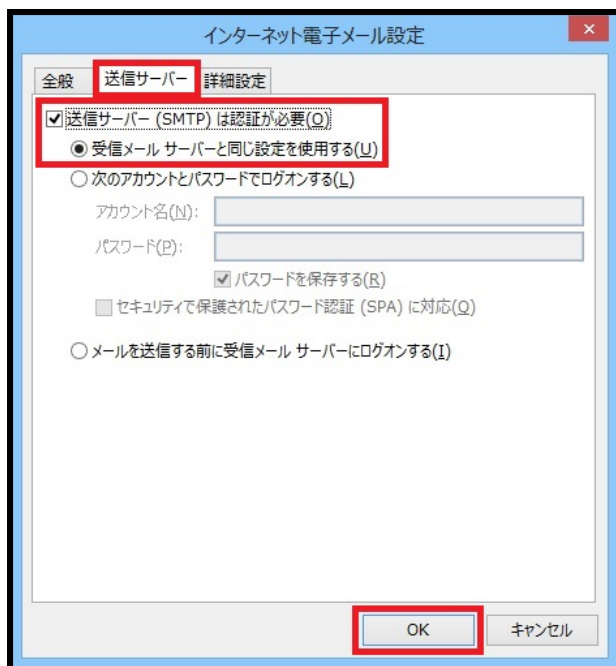 インターネット電子メール設定
全般 送信サーバー 詳細設定
送信サーバー (SMTP) は認証が必要(O)
受信メール サーバーと同じ設定を使用する(U)
次のアカウントとパスワードでログオンする(L)
アカウント名(N):
パスワード(P):
パスワードを保存する(R)
セキュリティで保護されたパスワード認証 (SPA) に対応(Q)
メールを送信する前に受信メール サーバーにログオンする(I)
OK キャンセル